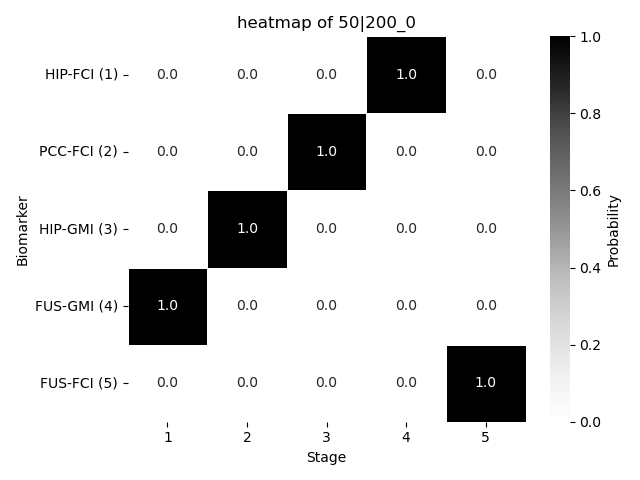 heatmap of 50|200_0
HIP-FCI (1) 0.0 0.0 0.0 1.0 0.0
PCC-FCI (2) 0.0 0.0 1.0 0.0 0.0
HIP-GMI (3) 0.0 1.0 0.0 0.0 0.0
FUS-GMI (4) 1.0 0.0 0.0 0.0 0.0
FUS-FCI (5) 0.0 0.0 0.0 0.0 1.0
1 2 3 4 5
Stage
Biomarker
1.0
0.8
0.6
0.4
0.2
0.0
Probability